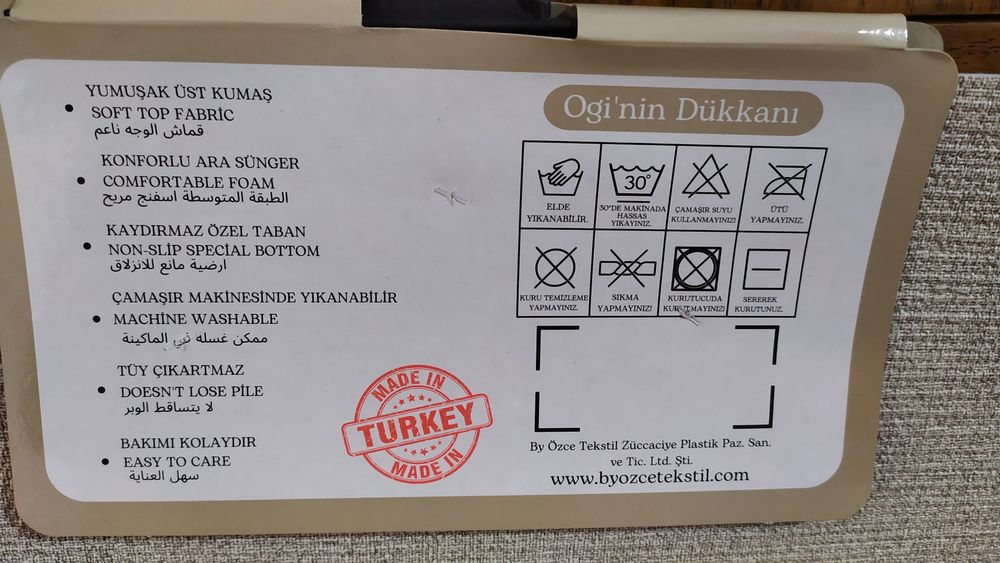 YUMUŞAK ÜST KUMAŞ
SOFT TOP FABRİC
قماش الوجه ناعم
KONFORLU ARA SÜNGER
COMFORTABLE FOAM
الطبقة المتوسطة اسفنج مريح
KAYDIRMAZ ÖZEL TABAN
NON-SLIP SPECİAL BOTTOM
ارضية مانع للانزلاق
ÇAMAŞIR MAKİNESİNDE YIKANABİLİR
MACHINE WASHABLE
ممكن غسله في الماكينة
TÜY ÇIKARTMAZ
DOESN'T LOSE PİLE
لا يتساقط الوبر
BAKIMI KOLAYDIR
EASY TO CARE
سهل العناية
MADE IN
TURKEY
MADE IN
Ogi'nin Dükkanı
ELDE
YIKANABİLİR.
30°
30°DE MAKİNADA
HASSAS
YIKAYINIZ.
ÇAMAŞIR SUYU
KULLANMAYINIZ!
ÜTÜ
YAPMAYINIZ.
KURU TEMİZLEME
YAPMAYINIZ.
SIKMA
YAPMAYINIZ!
KURUTUCUDA
KURUTMAYINIZ!
SEREREK
KURUTUNUZ.
By Özce Tekstil Züccaciye Plastik Paz. San.
ve Tic. Ltd. Şti.
www.byozcetekstil.com